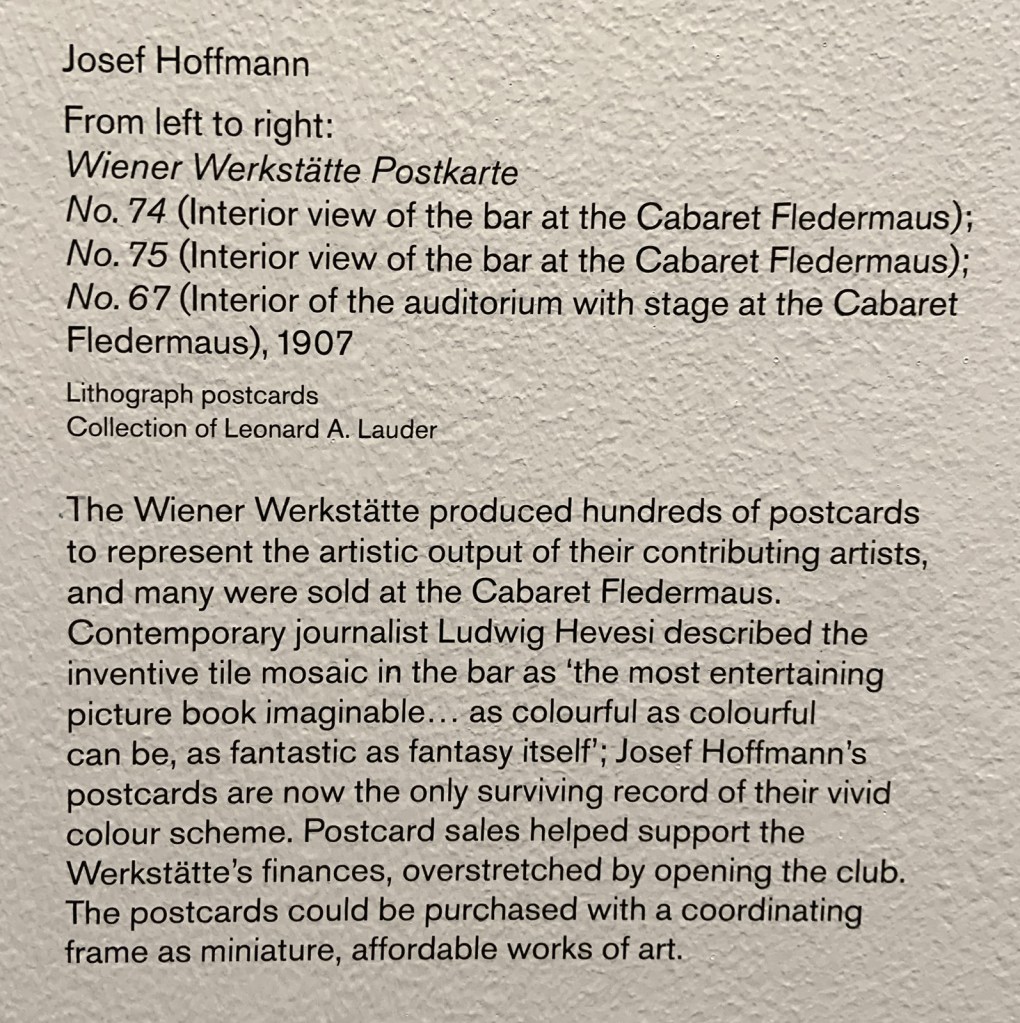 Josef Hoffmann
From left to right:
Wiener Werkstätte Postkarte
No. 74 (Interior view of the bar at the Cabaret Fledermaus);
No. 75 (Interior view of the bar at the Cabaret Fledermaus);
No. 67 (Interior of the auditorium with stage at the Cabaret
Fledermaus), 1907
Lithograph postcards
Collection of Leonard A. Lauder
The Wiener Werkstätte produced hundreds of postcards
to represent the artistic output of their contributing artists,
and many were sold at the Cabaret Fledermaus.
Contemporary journalist Ludwig Hevesi described the
inventive tile mosaic in the bar as ‘the most entertaining
picture book imaginable… as colourful as colourful
can be, as fantastic as fantasy itself’; Josef Hoffmann’s
postcards are now the only surviving record of their vivid
colour scheme. Postcard sales helped support the
Werkstätte’s finances, overstretched by opening the club.
The postcards could be purchased with a coordinating
frame as miniature, affordable works of art.